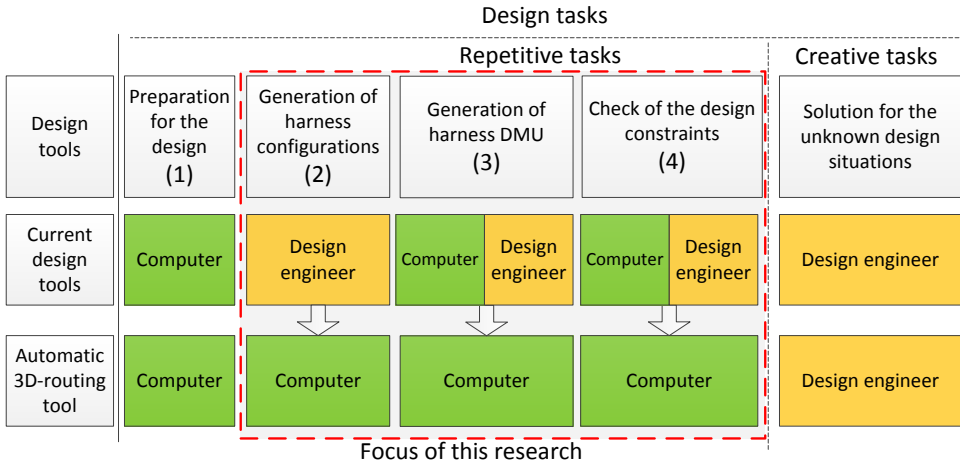 Design tasks
Repetitive tasks
Creative tasks
Design
tools
Preparation
for the
design
(1)
Generation of
harness
configurations
(2)
Generation of
harness DMU
(3)
Check of the design
constraints
(4)
Solution for the
unknown design
situations
Current
design
tools
Computer
Design
engineer
Computer
Design
engineer
Computer
Design
engineer
Design engineer
Automatic
3D-routing
tool
Computer
Computer
Computer
Computer
Design engineer
Focus of this research